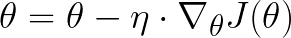 θ = θ − η · ∇_θ J(θ)